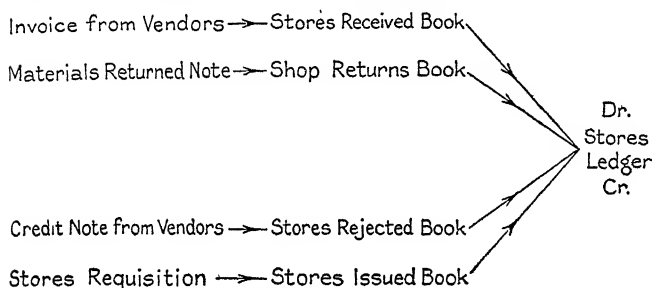 Invoice from Vendors Stores Received Book
Materials Returned Note Shop Returns Book
Dr.
Stores
Ledger
Cr.
Credit Note from Vendors Stores Rejected Book
Stores Requisition Stores Issued Book